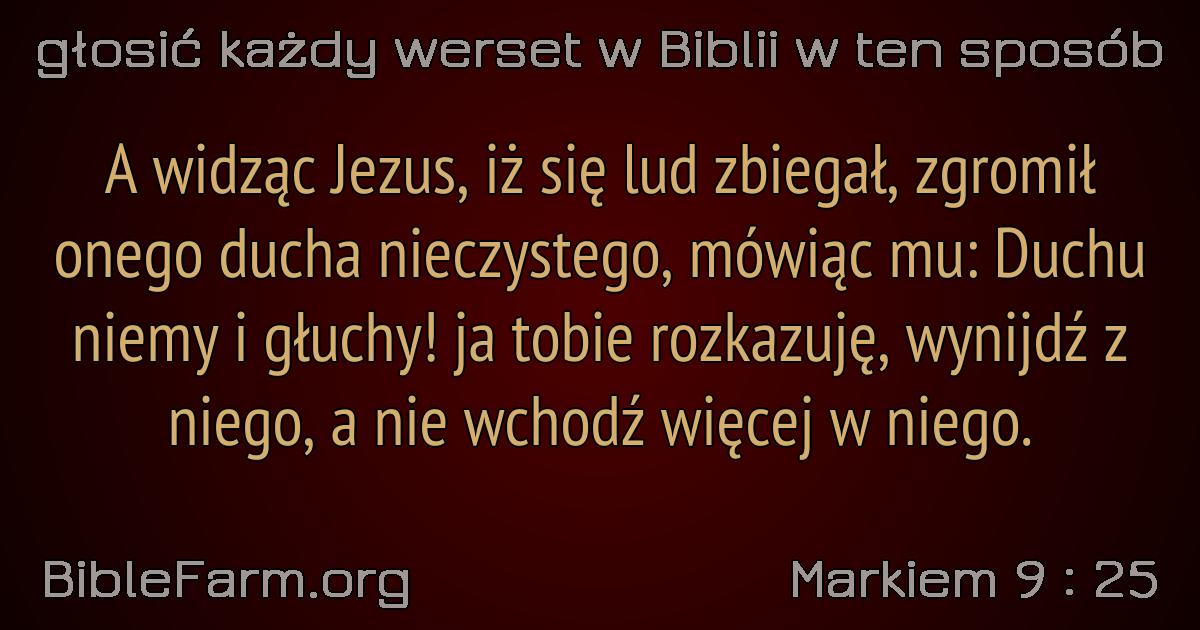 głosić każdy werset w Biblii w ten sposób
A widząc Jezus, iż się lud zbiegał, zgromił
onego ducha nieczystego, mówiąc mu: Duchu
niemy i głuchy! ja tobie rozkazuję, wynijdź z
niego, a nie wchodź więcej w niego.
BibleFarm.org
Markiem 9 : 25